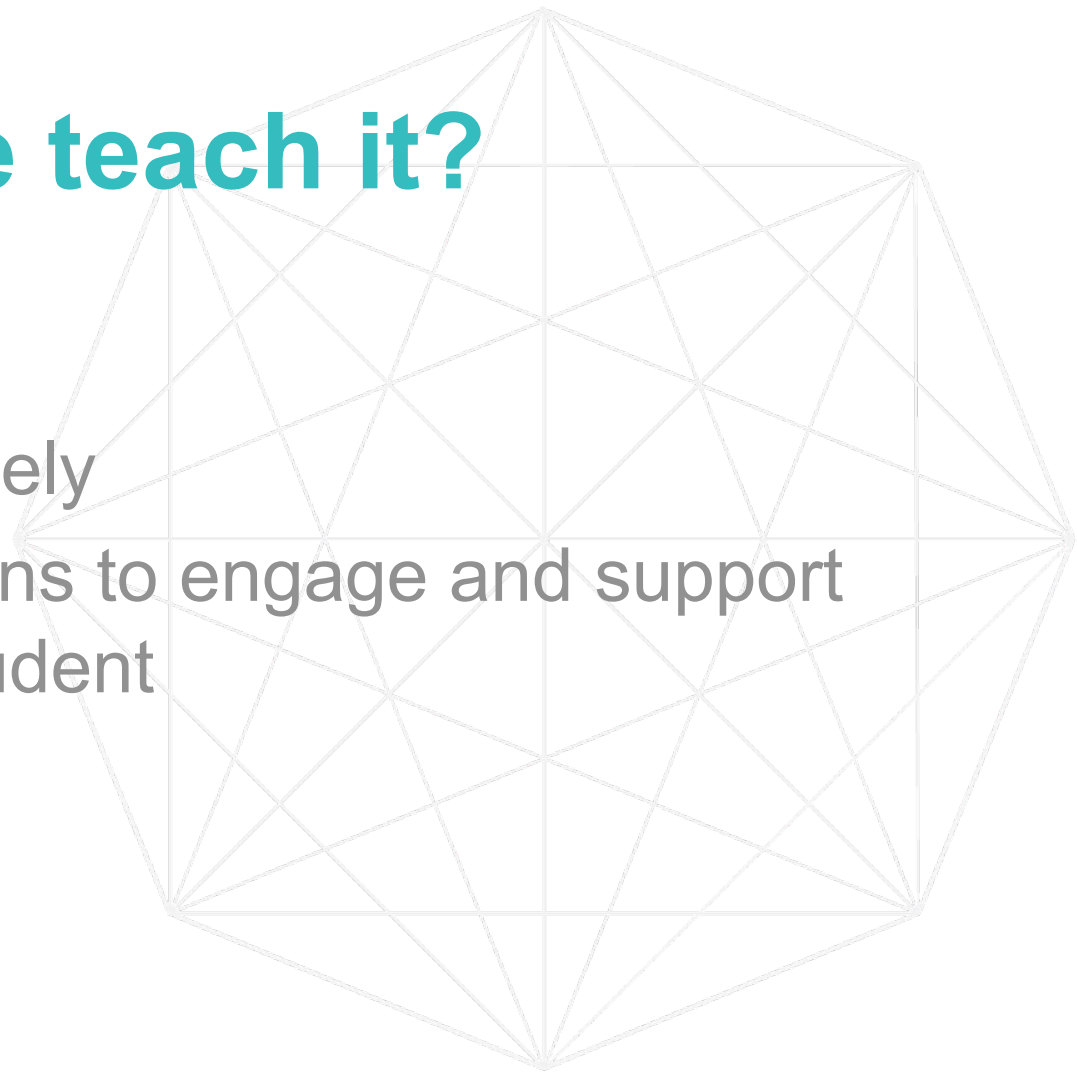 e teach it?
ely
ns to engage and support
udent